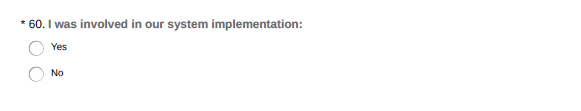 * 60. I was involved in our system implementation:
Yes
No